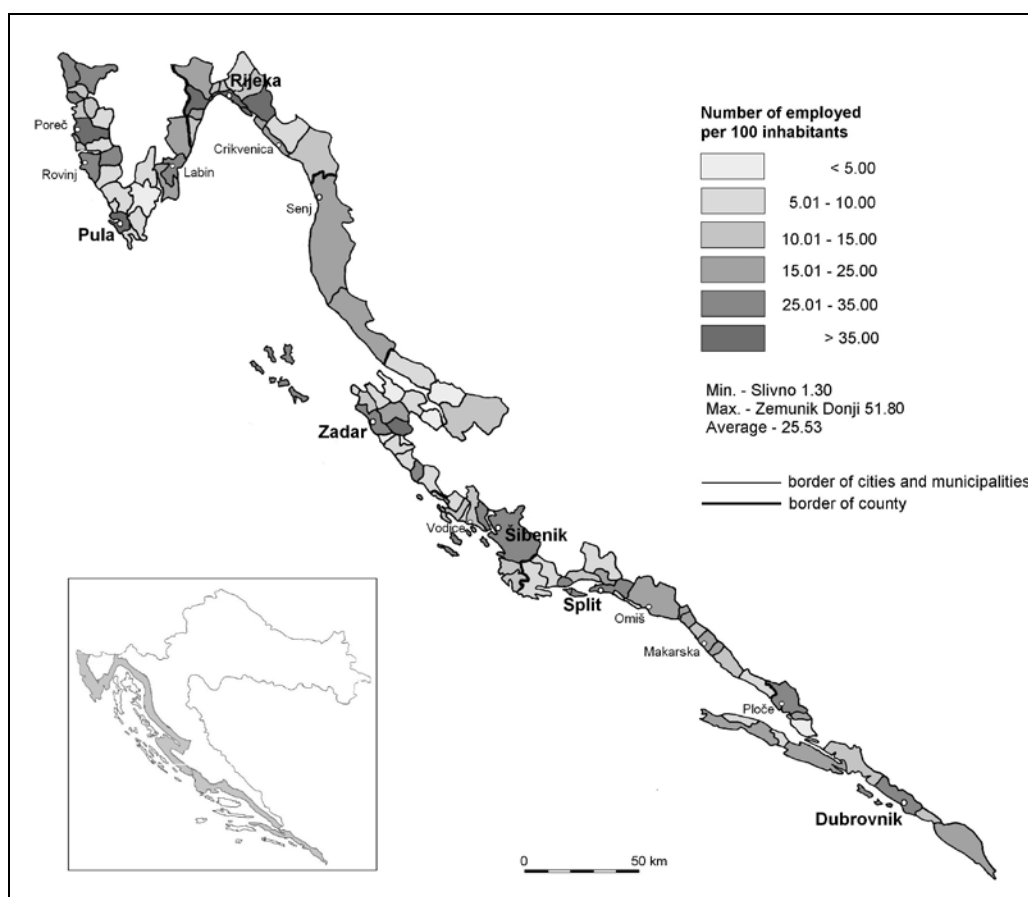 Rijeka
Poreč
Crikvenica
Rovinj
Labin
Senj
Pula
Zadar
Vodice
Šibenik
Split
Omiš
Makarska
Ploče
Dubrovnik
Number of employed
per 100 inhabitants
< 5.00
5.01 - 10.00
10.01 - 15.00
15.01 - 25.00
25.01 - 35.00
> 35.00
Min. - Slivno 1.30
Max. - Zemunik Donji 51.80
Average - 25.53
border of cities and municipalities
border of county
0 50 km